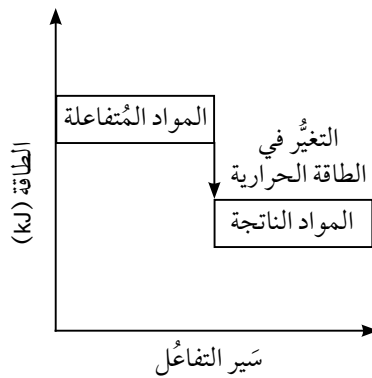 المواد المُتفاعلة
التغيُّر في
الطاقة الحرارية
المواد الناتجة
الطاقة (kJ)
سَير التفاعُل